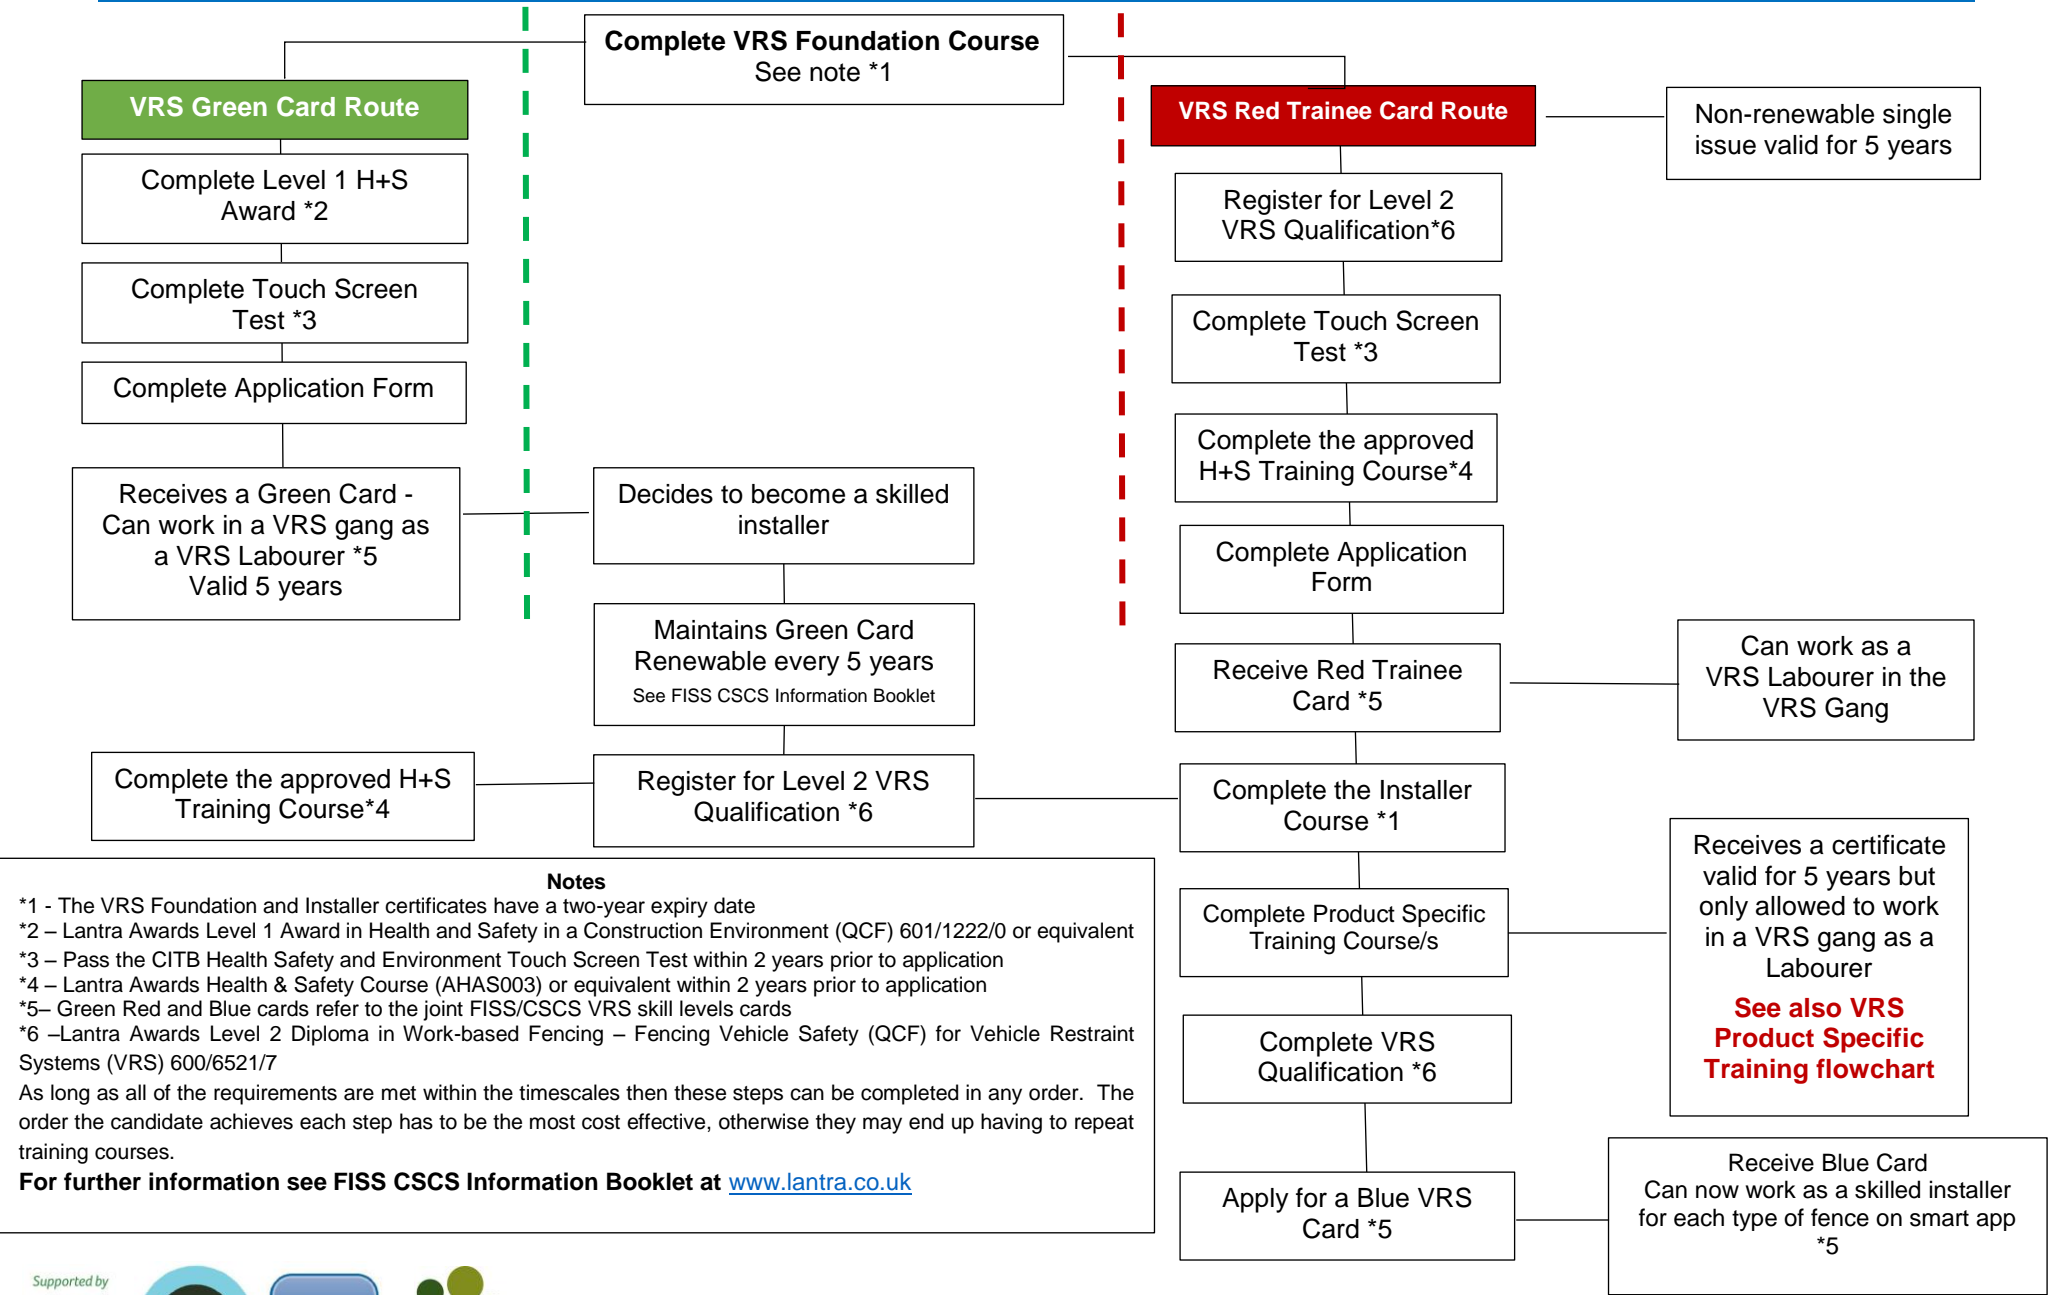 Complete VRS Foundation Course
See note *1
VRS Green Card Route
Complete Level 1 H+S
Award *2
Complete Touch Screen
Test *3
Complete Application Form
Receives a Green Card -
Can work in a VRS gang as
a VRS Labourer *5
Valid 5 years
Decides to become a skilled
installer
Maintains Green Card
Renewable every 5 years
See FISS CSCS Information Booklet
Register for Level 2 VRS
Qualification *6
Complete the approved H+S
Training Course*4
VRS Red Trainee Card Route
Non-renewable single
issue valid for 5 years
Register for Level 2
VRS Qualification*6
Complete Touch Screen
Test *3
Complete the approved
H+S Training Course*4
Complete Application
Form
Receive Red Trainee
Card *5
Can work as a
VRS Labourer in the
VRS Gang
Complete the Installer
Course *1
Complete Product Specific
Training Course/s
Receives a certificate
valid for 5 years but
only allowed to work
in a VRS gang as a
Labourer
See also VRS
Product Specific
Training flowchart
Complete VRS
Qualification *6
Apply for a Blue VRS
Card *5
Receive Blue Card
Can now work as a skilled installer
for each type of fence on smart app
*5
Notes
*1 - The VRS Foundation and Installer certificates have a two-year expiry date
*2 – Lantra Awards Level 1 Award in Health and Safety in a Construction Environment (QCF) 601/1222/0 or equivalent
*3 – Pass the CITB Health Safety and Environment Touch Screen Test within 2 years prior to application
*4 – Lantra Awards Health & Safety Course (AHAS003) or equivalent within 2 years prior to application
*5– Green Red and Blue cards refer to the joint FISS/CSCS VRS skill levels cards
*6 –Lantra Awards Level 2 Diploma in Work-based Fencing – Fencing Vehicle Safety (QCF) for Vehicle Restraint
Systems (VRS) 600/6521/7
As long as all of the requirements are met within the timescales then these steps can be completed in any order. The
order the candidate achieves each step has to be the most cost effective, otherwise they may end up having to repeat
training courses.
For further information see FISS CSCS Information Booklet at www.lantra.co.uk
Supported by